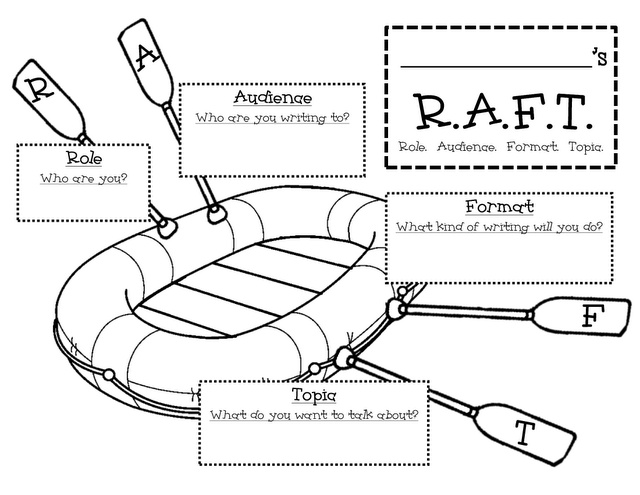 R
A
Role
Who are you?
Audience
Who are you writing to?
___________________'s
R.A.F.T.
Role. Audience. Format. Topic.
Format
What kind of writing will you do?
F
Topic
What do you want to talk about?
T